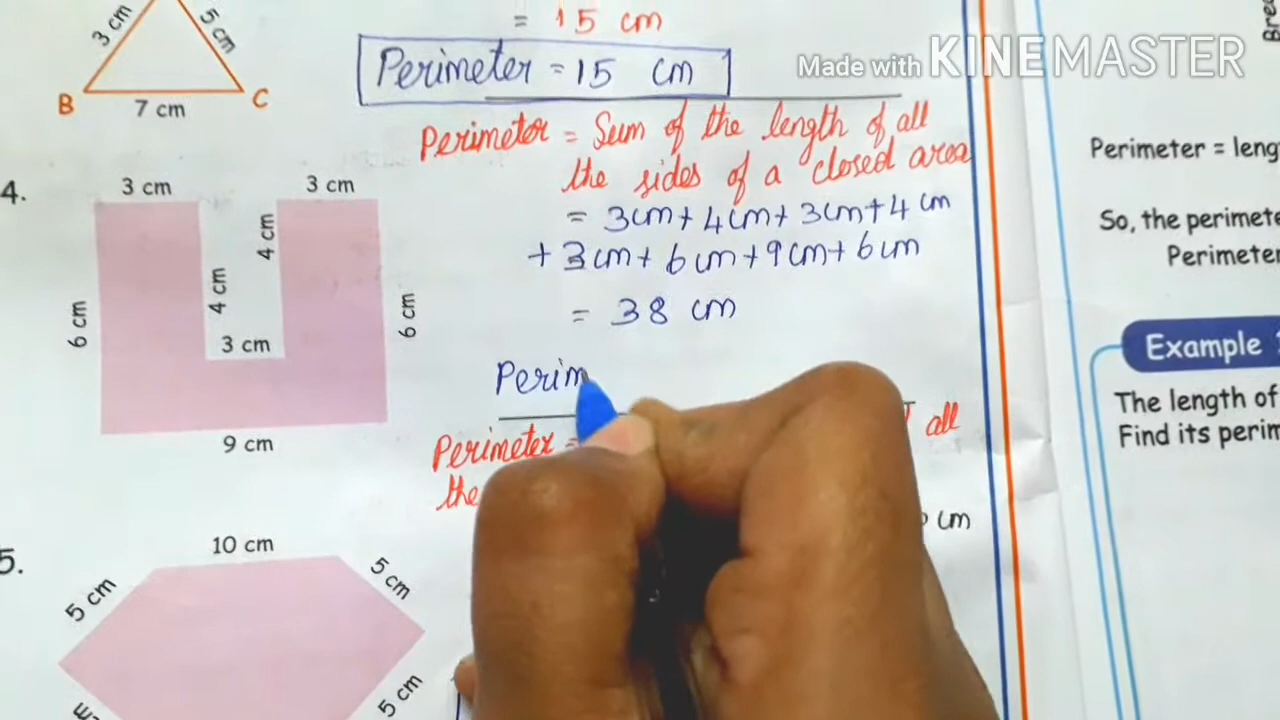 = 15 cm
Perimeter = 15 cm
Made with KINEMASTER
3 cm
5 cm
B
7 cm
C
Perimeter = Sum of the length of all
the sides of a closed area
= 3cm + 4cm + 3cm + 4 cm
+ 3cm + 6cm + 9cm + 6cm
= 38 cm
Perim
4.
3 cm
3 cm
4 cm
4 cm
6 cm
6 cm
3 cm
9 cm
Perimeter = all
the
cm
5.
10 cm
5 cm
5 cm
5 cm
Perimeter = leng
So, the perimete
Perimeter
Example
The length of
Find its perim